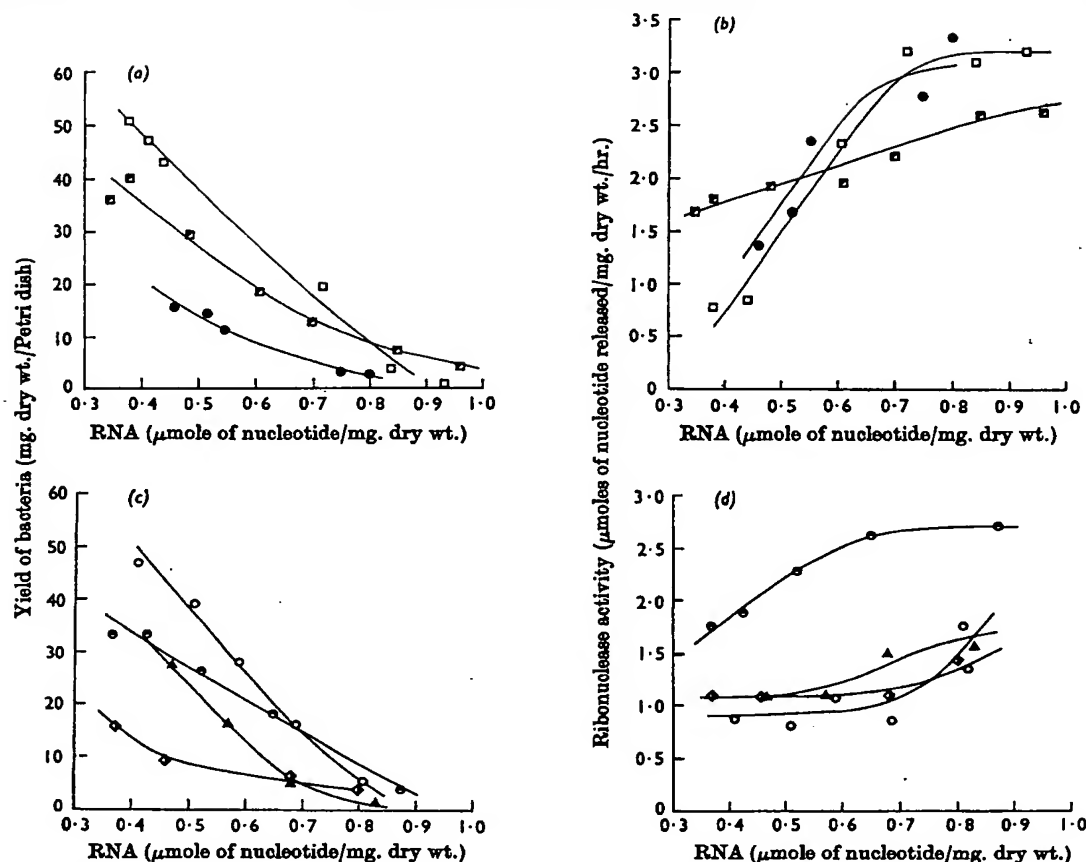 (a)
60
50
40
30
20
10
0
0·3 0·4 0·5 0·6 0·7 0·8 0·9 1·0
RNA (μmole of nucleotide/mg. dry wt.)
(b)
3·5
3·0
2·5
2·0
1·5
1·0
0·5
0
0·3 0·4 0·5 0·6 0·7 0·8 0·9 1·0
RNA (μmole of nucleotide/mg. dry wt.)
Yield of bacteria (mg. dry wt./Petri dish)
Ribonuclease activity (μmoles of nucleotide released/mg. dry wt./hr.)
(c)
60
50
40
30
20
10
0
0·3 0·4 0·5 0·6 0·7 0·8 0·9 1·0
RNA (μmole of nucleotide/mg. dry wt.)
(d)
3·0
2·5
2·0
1·5
1·0
0·5
0
0·3 0·4 0·5 0·6 0·7 0·8 0·9 1·0
RNA (μmole of nucleotide/mg. dry wt.)